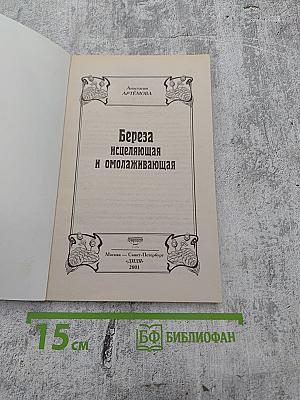 Анастасия
АРТЁМОВА
Береза
исцеляющая
и омолаживающая
Москва — Санкт-Петербург
«ДИЛЯ»
2001
15 см
БФ БИБЛИОФАН